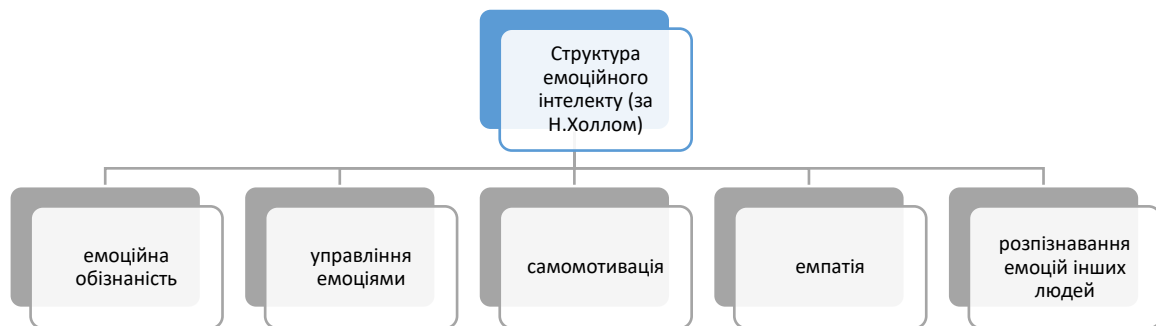 Структура
емоційного
інтелекту (за
Н.Холлом)
емоційна
обізнаність
управління
емоціями
самомотивація
емпатія
розпізнавання
емоцій інших
людей